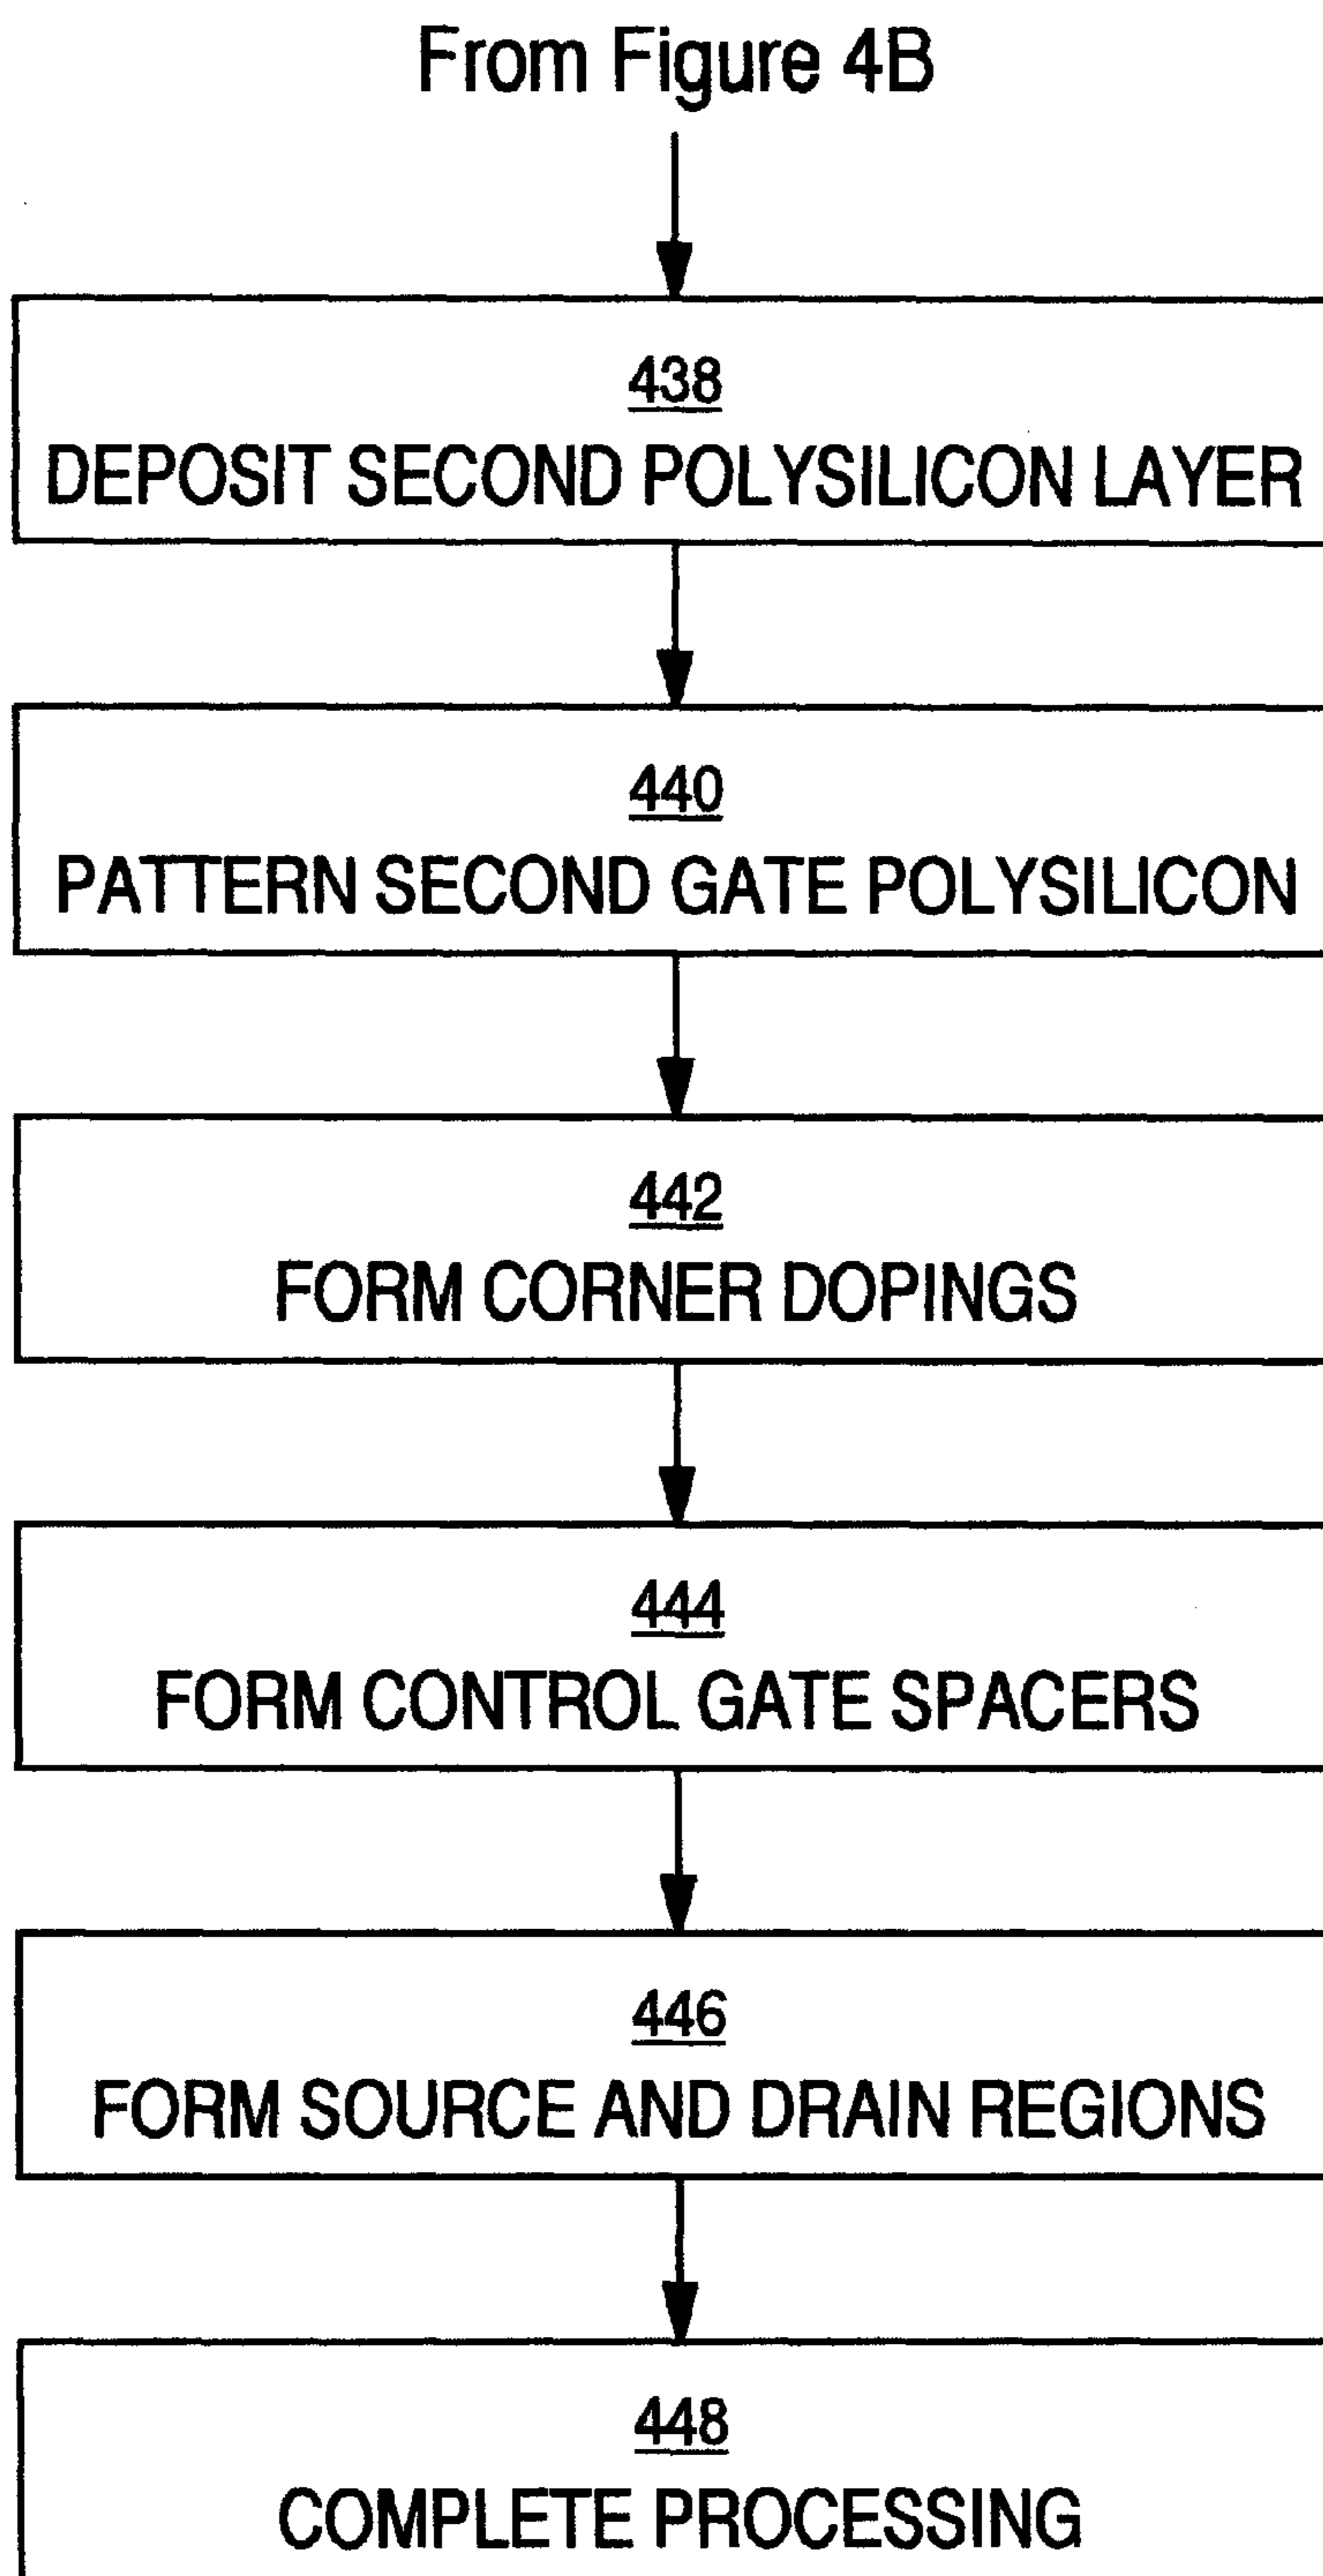 From Figure 4B
438
DEPOSIT SECOND POLYSILICON LAYER
440
PATTERN SECOND GATE POLYSILICON
442
FORM CORNER DOPINGS
444
FORM CONTROL GATE SPACERS
446
FORM SOURCE AND DRAIN REGIONS
448
COMPLETE PROCESSING